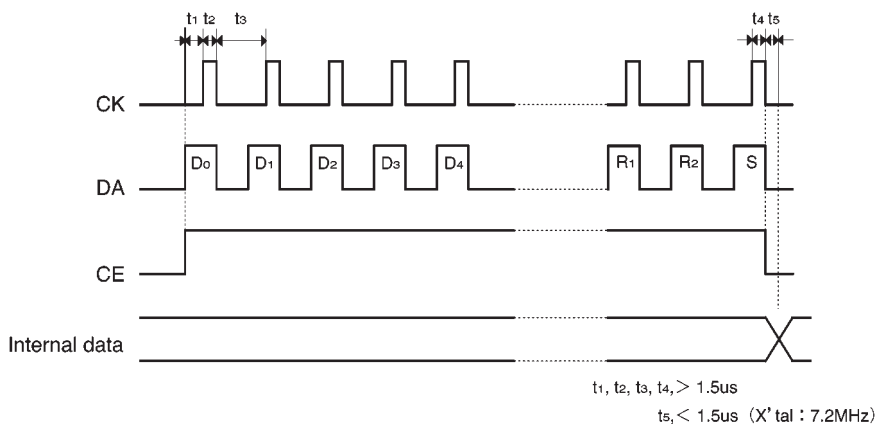 t1 t2 t3 t4 t5
CK
DA D0 D1 D2 D3 D4 R1 R2 S
CE
Internal data
t1, t2, t3, t4,> 1.5us
t5,< 1.5us (X'tal : 7.2MHz)